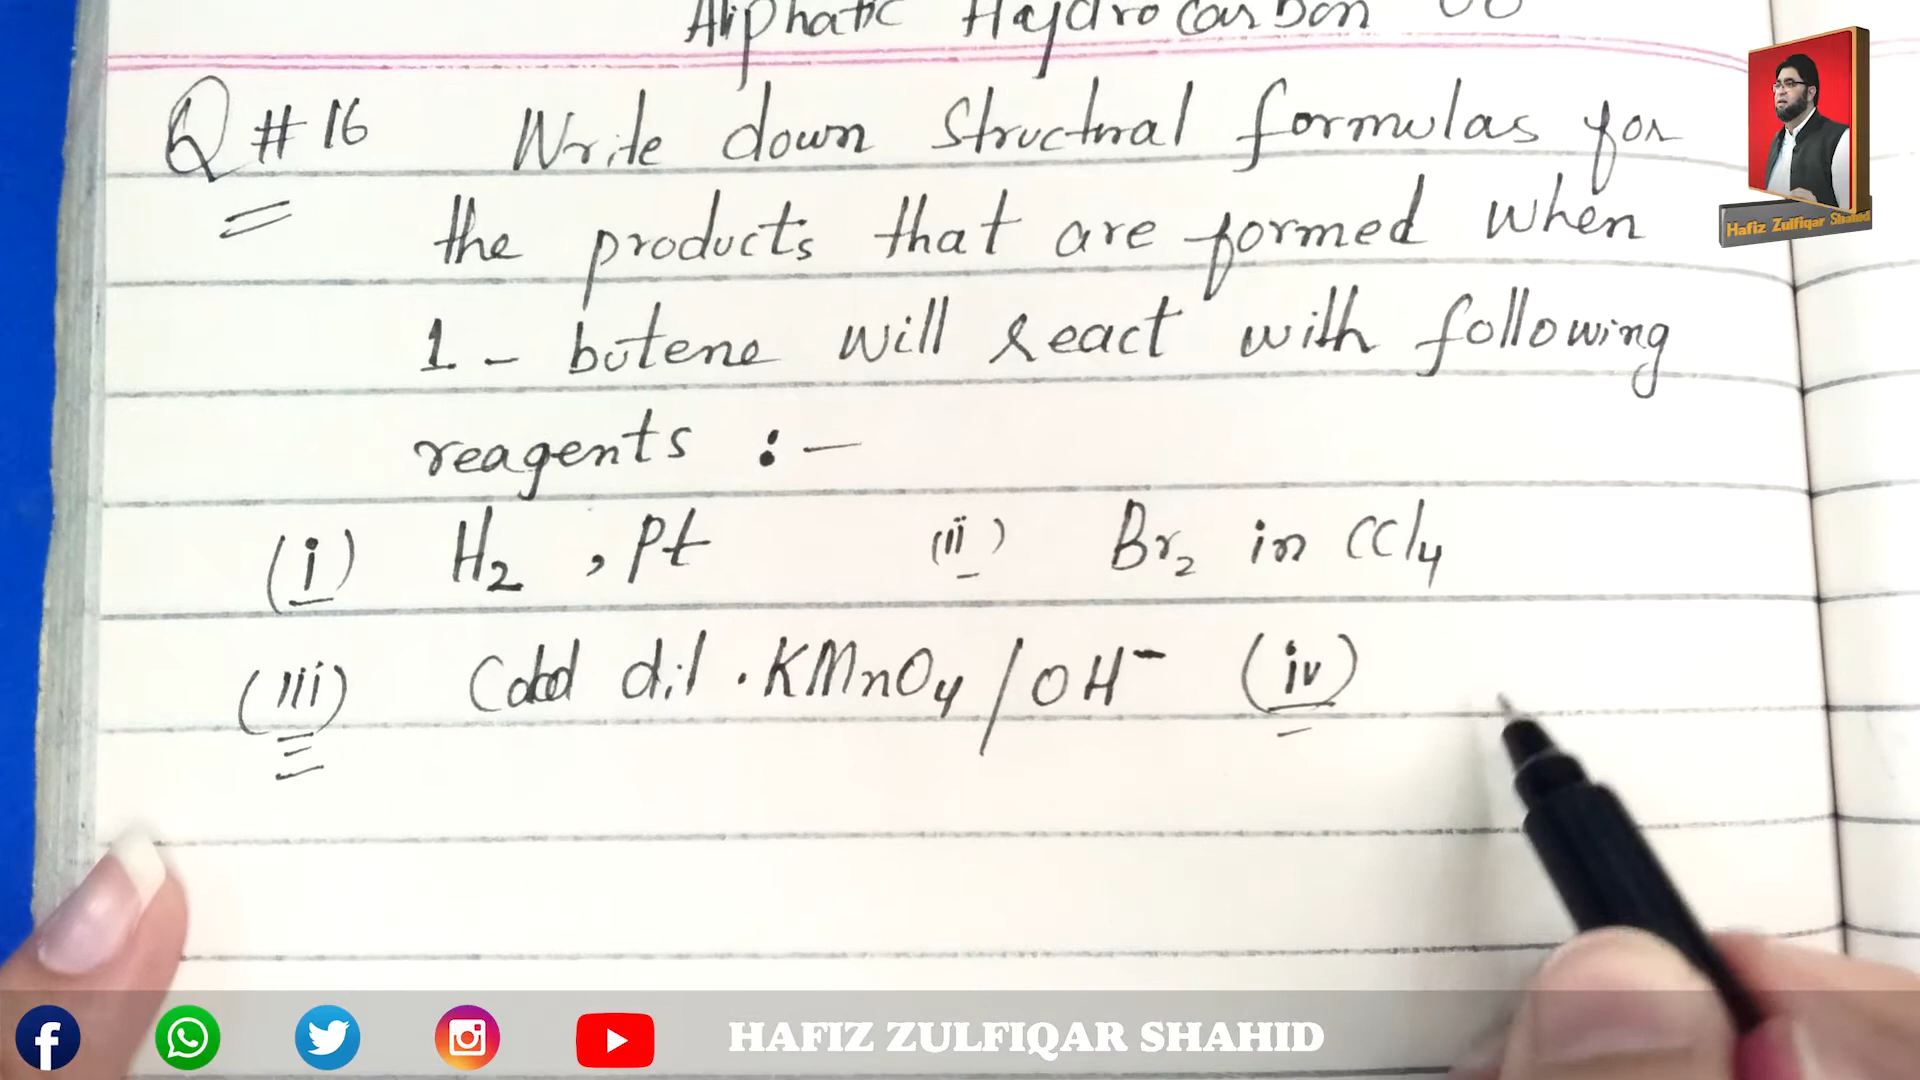 Aliphatic Hydrocarbon
Q # 16 Write down Structural formulas for
the products that are formed when
1 - butene will react with following
reagents :-
(i) H₂ , Pt (ii) Br₂ in CCl₄
(iii) Cold dil . KMnO₄ / OH⁻ (iv)
Hafiz Zulfiqar Shahid
HAFIZ ZULFIQAR SHAHID